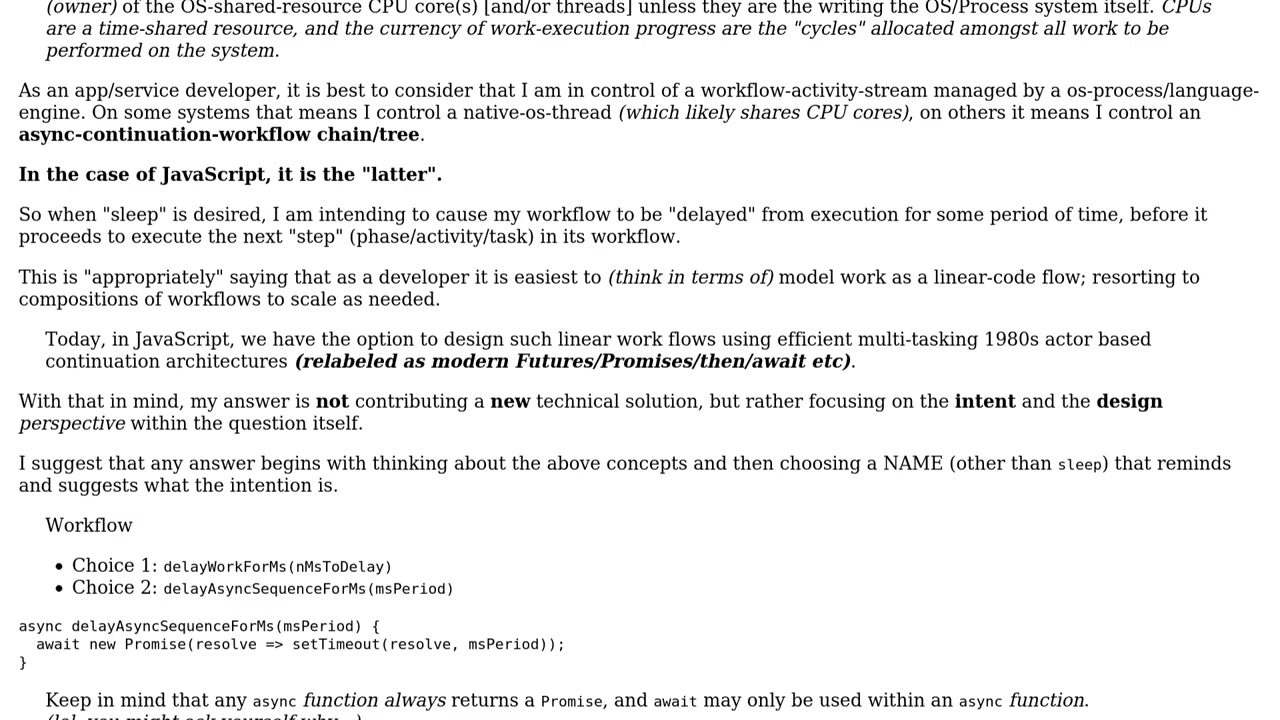 (owner) of the OS-shared-resource CPU core(s) [and/or threads] unless they are the writing the OS/Process system itself. CPUs
are a time-shared resource, and the currency of work-execution progress are the "cycles" allocated amongst all work to be
performed on the system.
As an app/service developer, it is best to consider that I am in control of a workflow-activity-stream managed by a os-process/language-
engine. On some systems that means I control a native-os-thread (which likely shares CPU cores), on others it means I control an
async-continuation-workflow chain/tree.
In the case of JavaScript, it is the "latter".
So when "sleep" is desired, I am intending to cause my workflow to be "delayed" from execution for some period of time, before it
proceeds to execute the next "step" (phase/activity/task) in its workflow.
This is "appropriately" saying that as a developer it is easiest to (think in terms of) model work as a linear-code flow; resorting to
compositions of workflows to scale as needed.
Today, in JavaScript, we have the option to design such linear work flows using efficient multi-tasking 1980s actor based
continuation architectures (relabeled as modern Futures/Promises/then/await etc).
With that in mind, my answer is not contributing a new technical solution, but rather focusing on the intent and the design
perspective within the question itself.
I suggest that any answer begins with thinking about the above concepts and then choosing a NAME (other than sleep) that reminds
and suggests what the intention is.
Workflow
• Choice 1: delayWorkForMs(nMsToDelay)
• Choice 2: delayAsyncSequenceForMs(msPeriod)
async delayAsyncSequenceForMs(msPeriod) {
  await new Promise(resolve => setTimeout(resolve, msPeriod));
}
Keep in mind that any async function always returns a Promise, and await may only be used within an async function.
(lol, you might ask yourself why...)